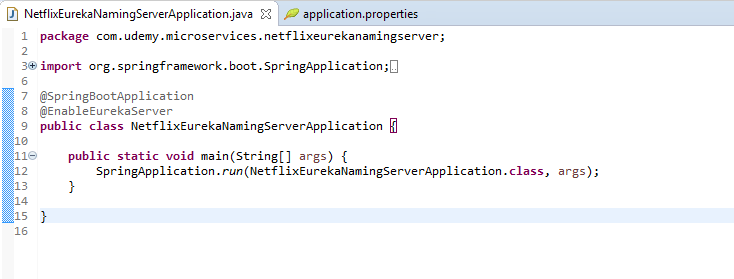 NetflixEurekaNamingServerApplication.java application.properties
1 package com.udemy.microservices.netflixeurekanamingserver;
2
3 import org.springframework.boot.SpringApplication;
6
7 @SpringBootApplication
8 @EnableEurekaServer
9 public class NetflixEurekaNamingServerApplication {
10
11 public static void main(String[] args) {
12 SpringApplication.run(NetflixEurekaNamingServerApplication.class, args);
13 }
14
15 }
16